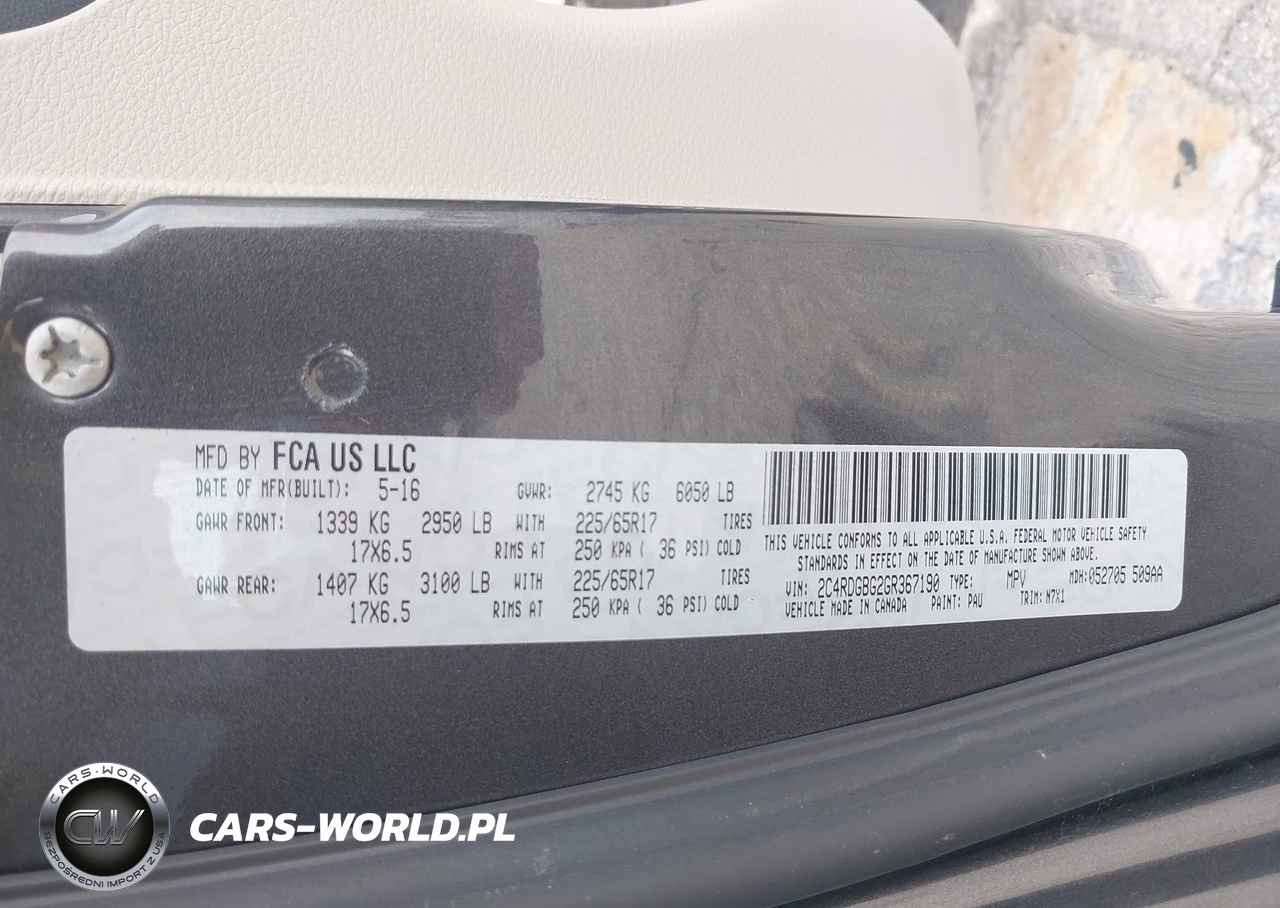 MFD BY FCA US LLC
DATE OF MFR(BUILT): 5-16 GVWR: 2745 KG 6050 LB
GAWR FRONT: 1339 KG 2950 LB WITH 225/65R17 TIRES
17X6.5 RIMS AT 250 KPA ( 36 PSI) COLD
GAWR REAR: 1407 KG 3100 LB WITH 225/65R17 TIRES
17X6.5 RIMS AT 250 KPA ( 36 PSI) COLD
THIS VEHICLE CONFORMS TO ALL APPLICABLE U.S.A. FEDERAL MOTOR VEHICLE SAFETY
STANDARDS IN EFFECT ON THE DATE OF MANUFACTURE SHOWN ABOVE.
VIN: 2C4RDGBG2GR367190 TYPE: MPV MDH:052705 509AA
VEHICLE MADE IN CANADA PAINT: PAU TRIM: N7X1
CARS-WORLD
CW
BEZPOŚREDNI IMPORT Z USA
CARS-WORLD.PL